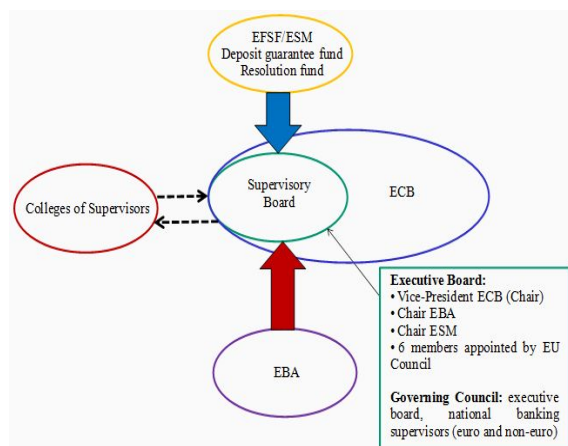 EFSF/ESM
Deposit guarantee fund
Resolution fund
Supervisory
Board
ECB
Colleges of Supervisors
EBA
Executive Board:
• Vice-President ECB (Chair)
• Chair EBA
• Chair ESM
• 6 members appointed by EU
Council
Governing Council: executive
board, national banking
supervisors (euro and non-euro)